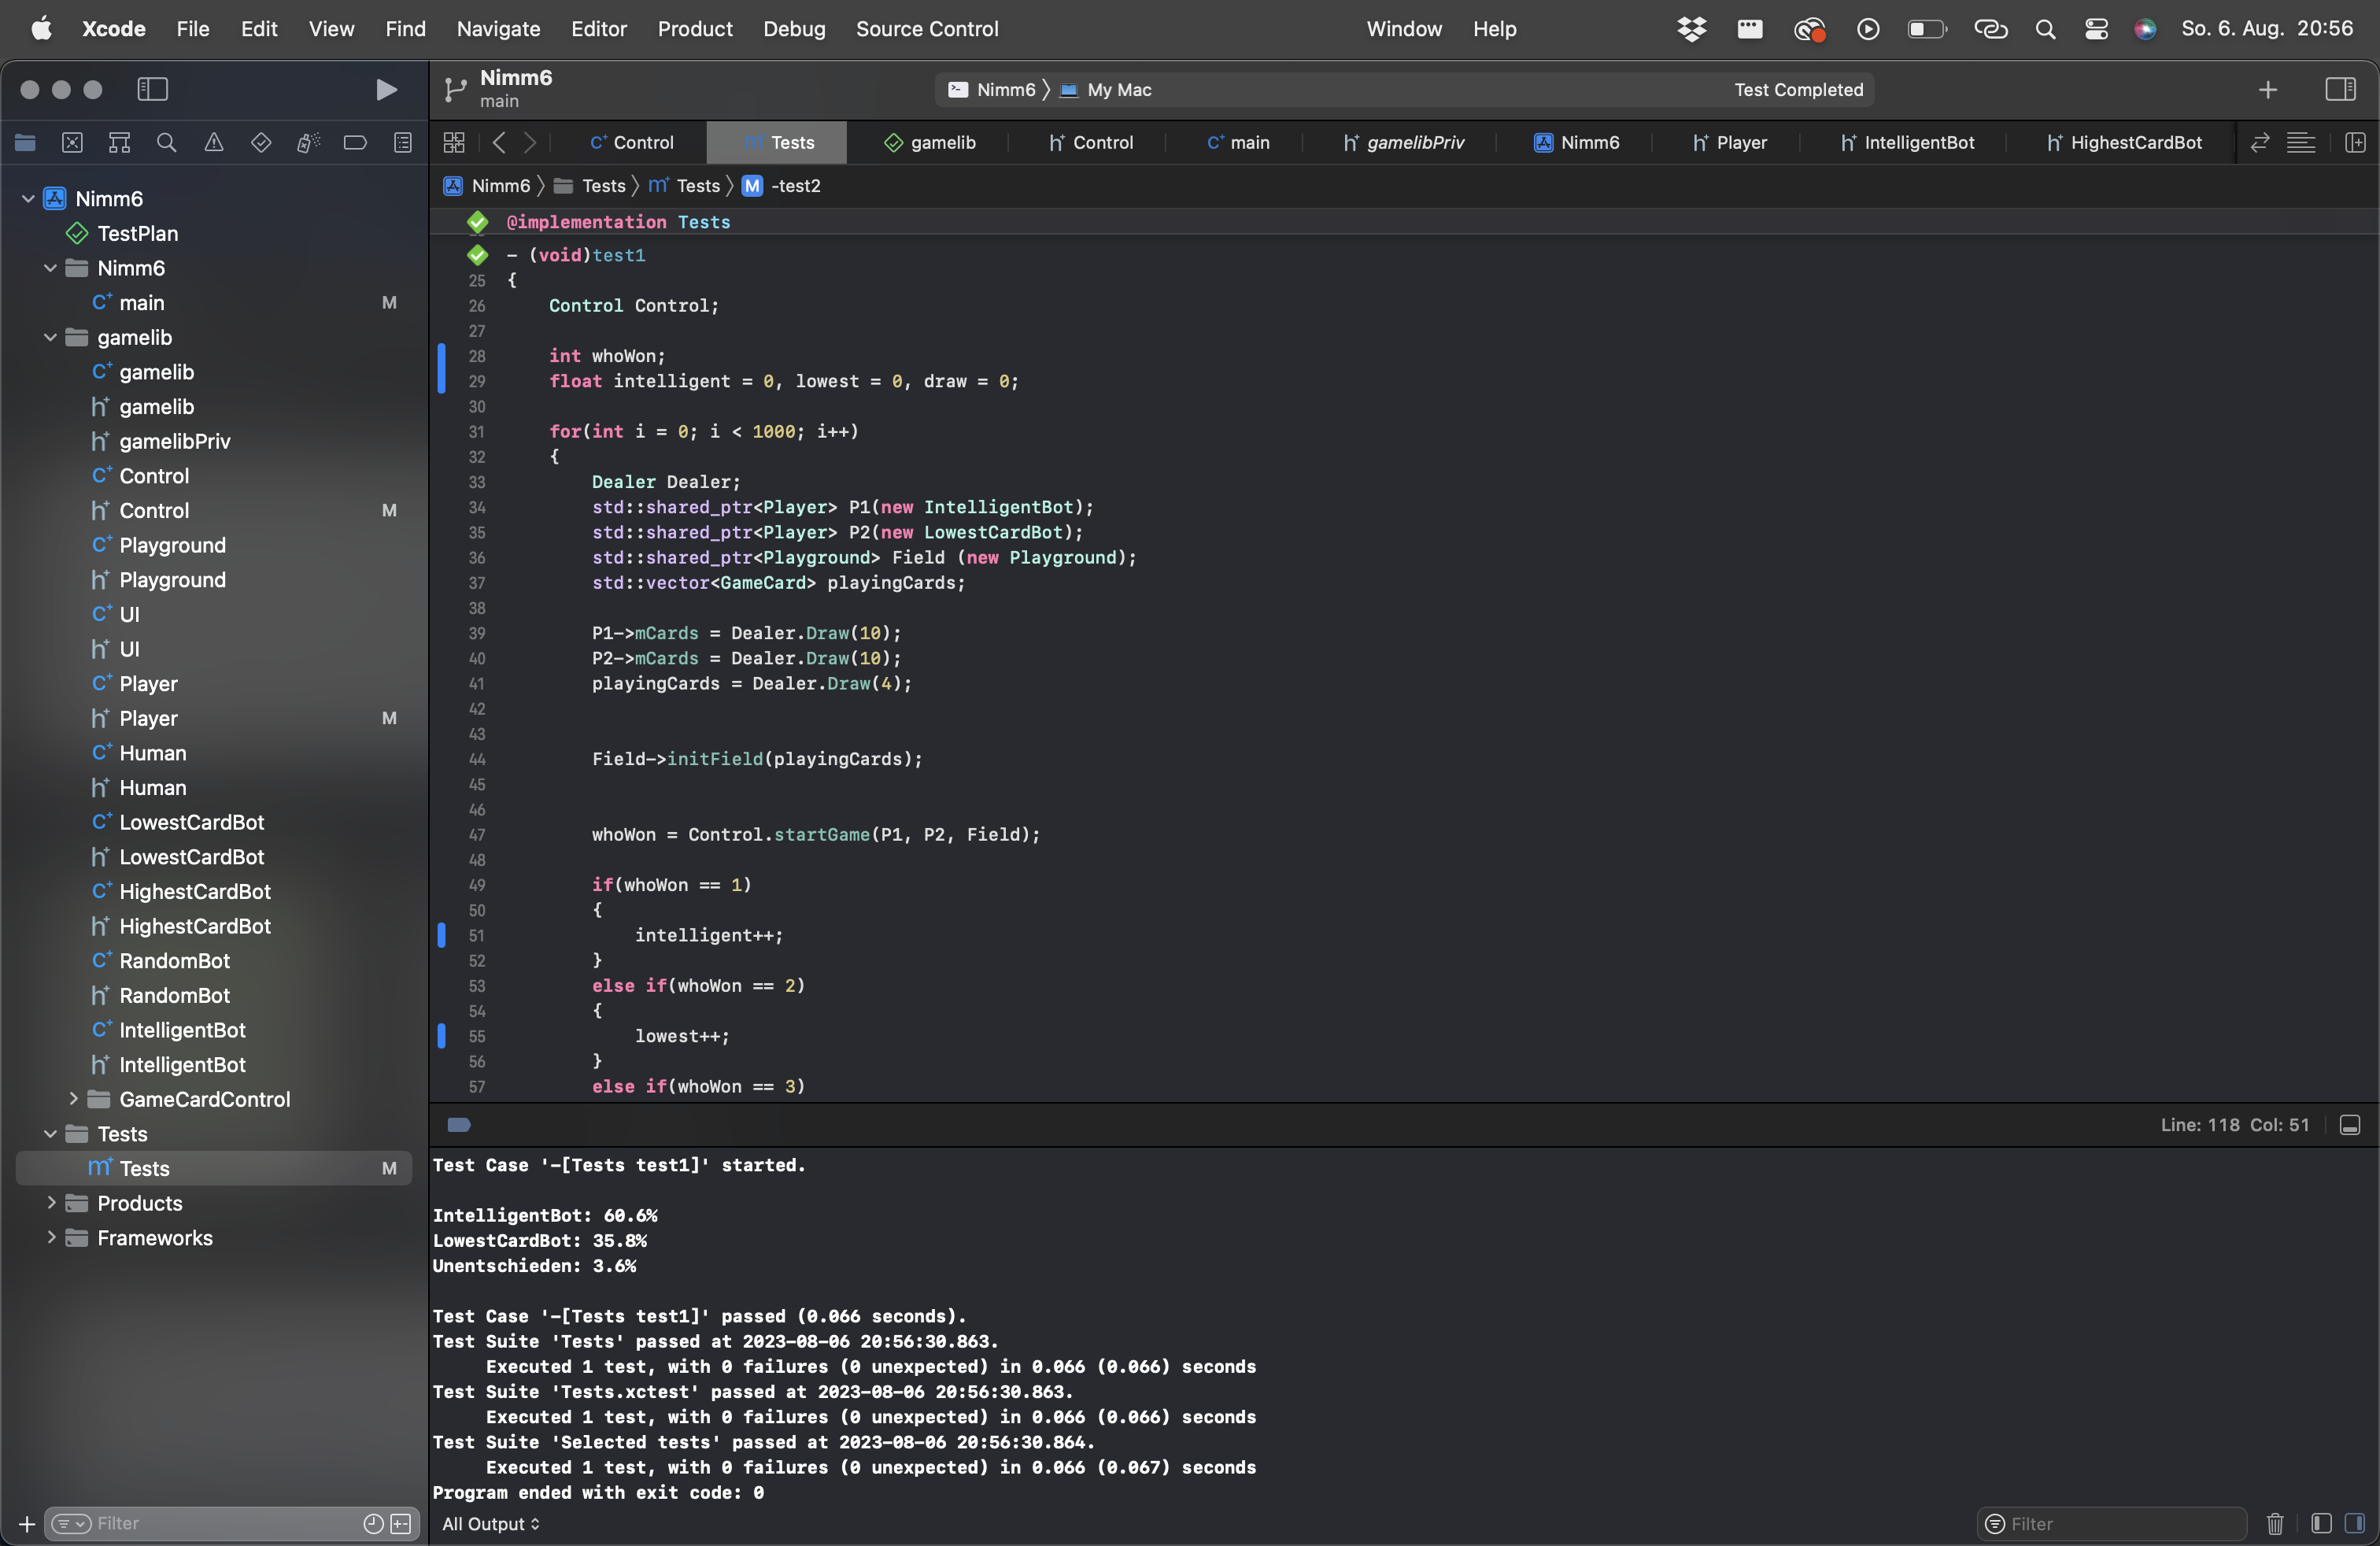 Xcode File Edit View Find Navigate Editor Product Debug Source Control Window Help So. 6. Aug. 20:56
Nimm6
main
Nimm6 My Mac Test Completed
Control Tests gamelib Control main gamelibPriv Nimm6 Player IntelligentBot HighestCardBot
Nimm6 Tests Tests M -test2
Nimm6
TestPlan
Nimm6
main M
gamelib
gamelib
gamelib
gamelibPriv
Control
Control M
Playground
Playground
UI
UI
Player
Player M
Human
Human
LowestCardBot
LowestCardBot
HighestCardBot
HighestCardBot
RandomBot
RandomBot
IntelligentBot
IntelligentBot
GameCardControl
Tests
Tests M
Products
Frameworks
Filter
@implementation Tests
- (void)test1
25 {
26 Control Control;
27
28 int whoWon;
29 float intelligent = 0, lowest = 0, draw = 0;
30
31 for(int i = 0; i < 1000; i++)
32 {
33 Dealer Dealer;
34 std::shared_ptr<Player> P1(new IntelligentBot);
35 std::shared_ptr<Player> P2(new LowestCardBot);
36 std::shared_ptr<Playground> Field (new Playground);
37 std::vector<GameCard> playingCards;
38
39 P1->mCards = Dealer.Draw(10);
40 P2->mCards = Dealer.Draw(10);
41 playingCards = Dealer.Draw(4);
42
43
44 Field->initField(playingCards);
45
46
47 whoWon = Control.startGame(P1, P2, Field);
48
49 if(whoWon == 1)
50 {
51 intelligent++;
52 }
53 else if(whoWon == 2)
54 {
55 lowest++;
56 }
57 else if(whoWon == 3)
Line: 118 Col: 51
Test Case '-[Tests test1]' started.
IntelligentBot: 60.6%
LowestCardBot: 35.8%
Unentschieden: 3.6%
Test Case '-[Tests test1]' passed (0.066 seconds).
Test Suite 'Tests' passed at 2023-08-06 20:56:30.863.
Executed 1 test, with 0 failures (0 unexpected) in 0.066 (0.066) seconds
Test Suite 'Tests.xctest' passed at 2023-08-06 20:56:30.863.
Executed 1 test, with 0 failures (0 unexpected) in 0.066 (0.066) seconds
Test Suite 'Selected tests' passed at 2023-08-06 20:56:30.864.
Executed 1 test, with 0 failures (0 unexpected) in 0.066 (0.067) seconds
Program ended with exit code: 0
All Output Filter